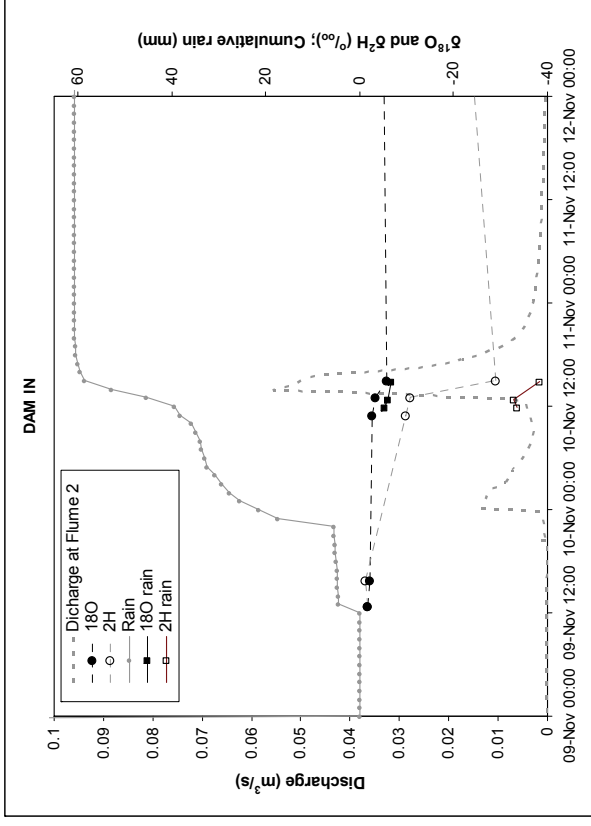 DAM IN
Dicharge at Flume 2
18O
2H
Rain
18O rain
2H rain
Discharge (m³/s)
0.1
0.09
0.08
0.07
0.06
0.05
0.04
0.03
0.02
0.01
0
δ¹⁸O and δ²H (°/₀₀); Cumulative rain (mm)
60
40
20
0
-20
-40
09-Nov 00:00
09-Nov 12:00
10-Nov 00:00
10-Nov 12:00
11-Nov 00:00
11-Nov 12:00
12-Nov 00:00